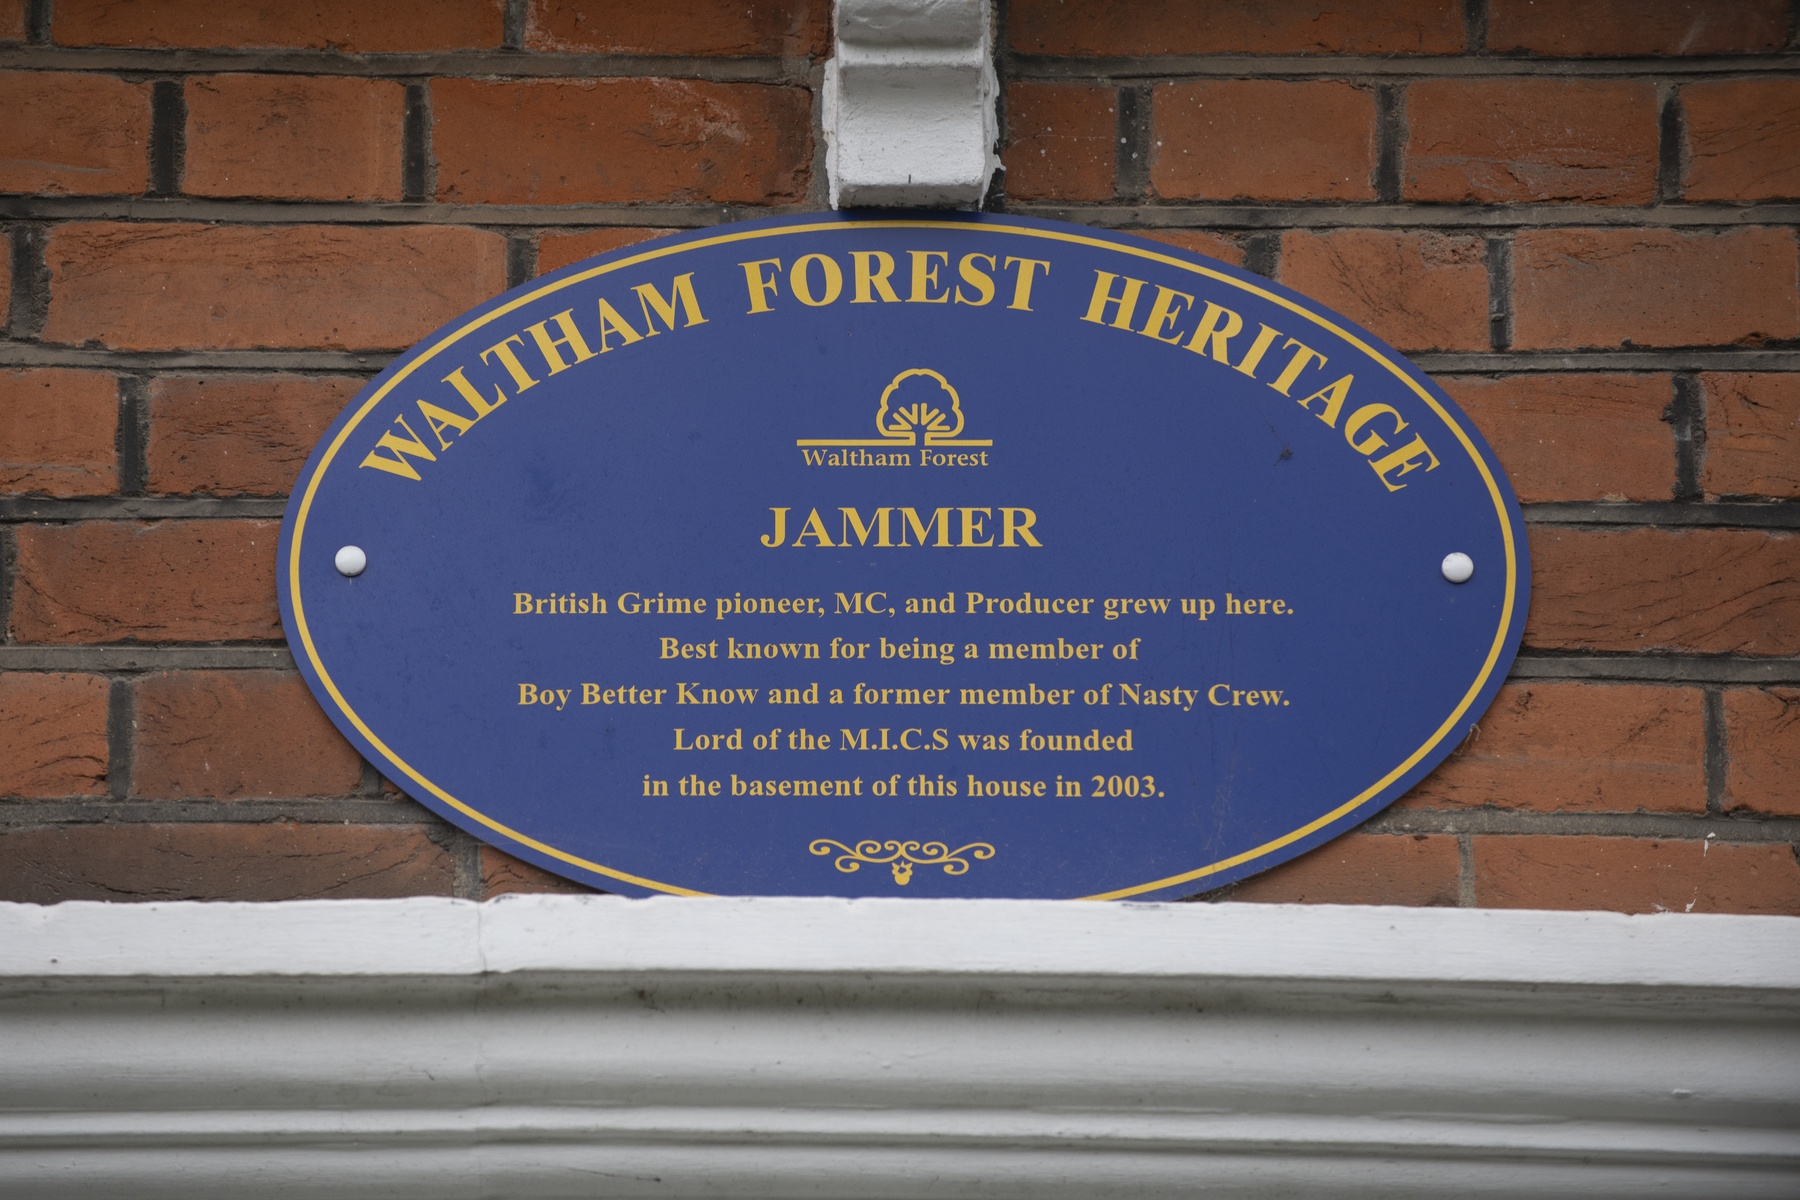 WALTHAM FOREST HERITAGE
Waltham Forest
JAMMER
British Grime pioneer, MC, and Producer grew up here.
Best known for being a member of
Boy Better Know and a former member of Nasty Crew.
Lord of the M.I.C.S was founded
in the basement of this house in 2003.